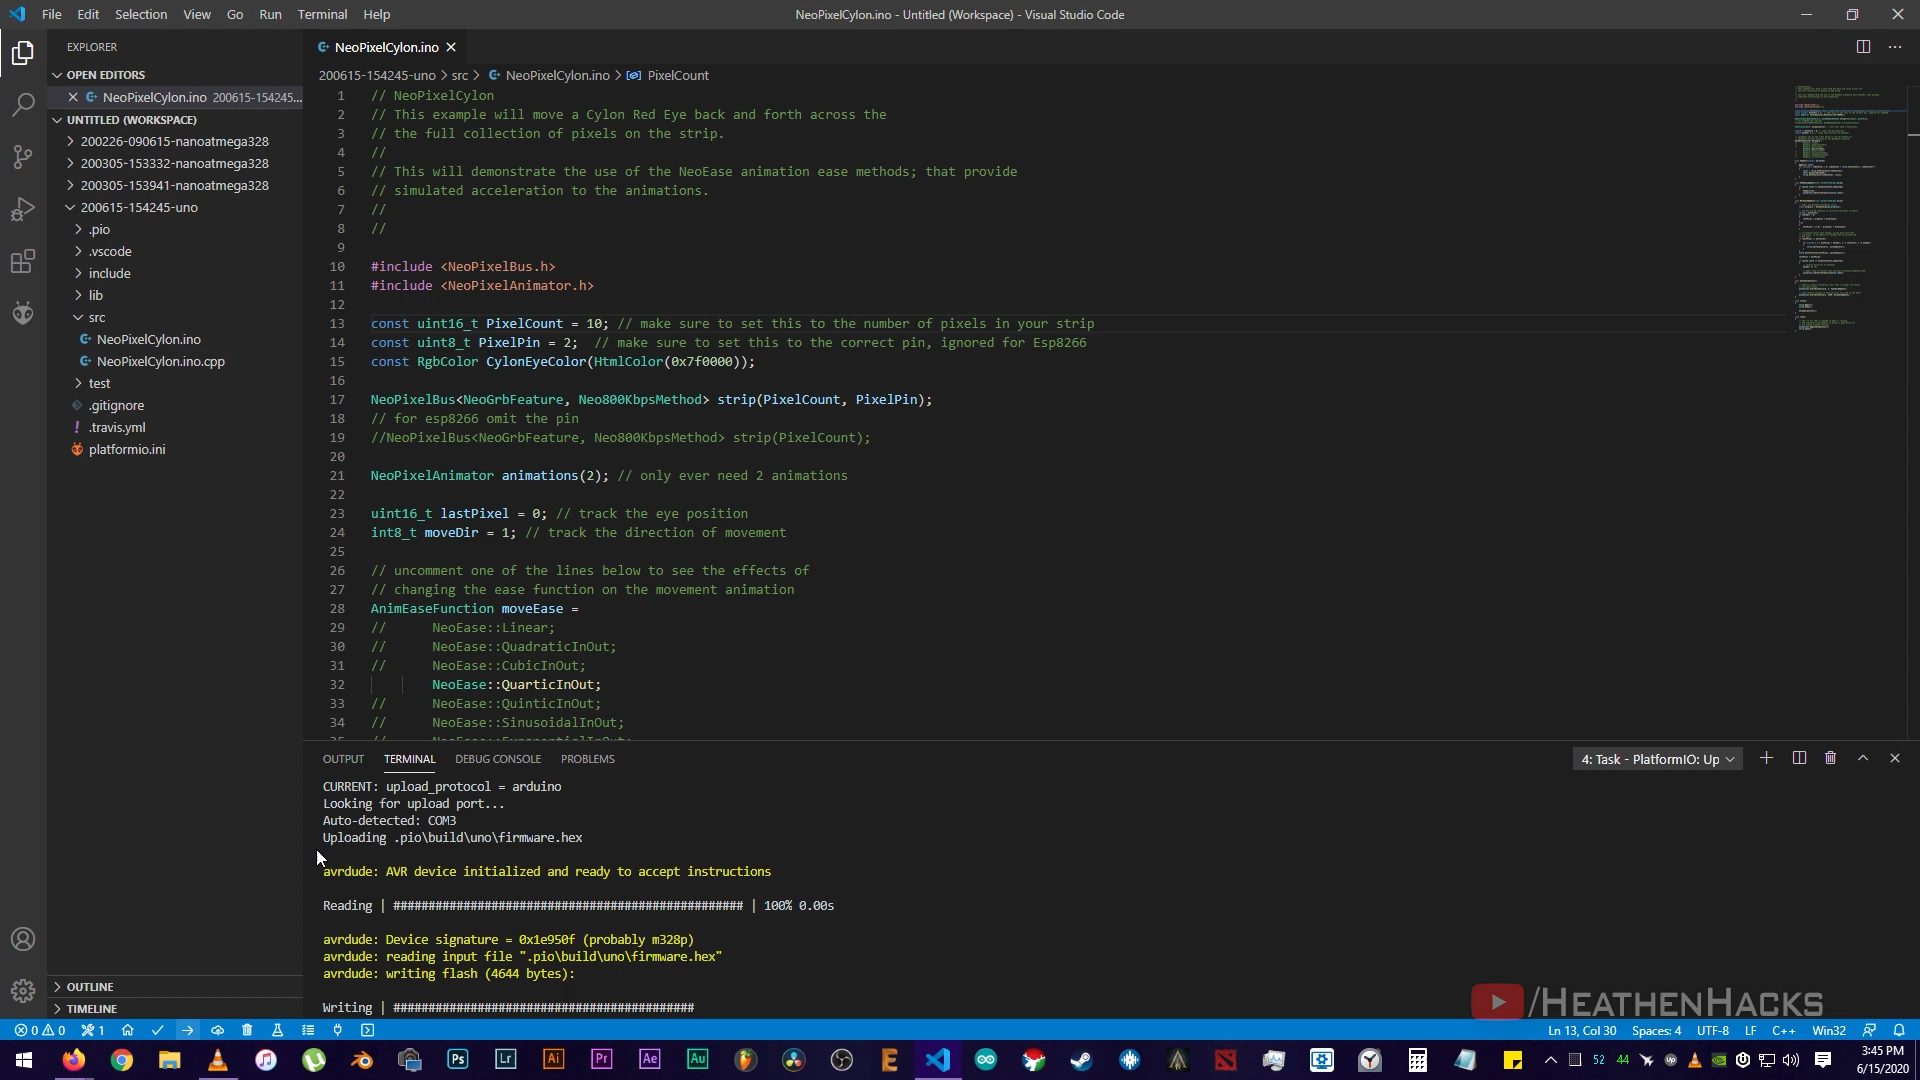 File Edit Selection View Go Run Terminal Help
NeoPixelCylon.ino - Untitled (Workspace) - Visual Studio Code
EXPLORER
OPEN EDITORS
NeoPixelCylon.ino 200615-154245...
UNTITLED (WORKSPACE)
200226-090615-nanoatmega328
200305-153332-nanoatmega328
200305-153941-nanoatmega328
200615-154245-uno
.pio
.vscode
include
lib
src
NeoPixelCylon.ino
NeoPixelCylon.ino.cpp
test
.gitignore
.travis.yml
platformio.ini
OUTLINE
TIMELINE
NeoPixelCylon.ino
200615-154245-uno > src > NeoPixelCylon.ino > PixelCount
1 // NeoPixelCylon
2 // This example will move a Cylon Red Eye back and forth across the
3 // the full collection of pixels on the strip.
4 //
5 // This will demonstrate the use of the NeoEase animation ease methods; that provide
6 // simulated acceleration to the animations.
7 //
8 //
9
10 #include <NeoPixelBus.h>
11 #include <NeoPixelAnimator.h>
12
13 const uint16_t PixelCount = 10; // make sure to set this to the number of pixels in your strip
14 const uint8_t PixelPin = 2;  // make sure to set this to the correct pin, ignored for Esp8266
15 const RgbColor CylonEyeColor(HtmlColor(0x7f0000));
16
17 NeoPixelBus<NeoGrbFeature, Neo800KbpsMethod> strip(PixelCount, PixelPin);
18 // for esp8266 omit the pin
19 //NeoPixelBus<NeoGrbFeature, Neo800KbpsMethod> strip(PixelCount);
20
21 NeoPixelAnimator animations(2); // only ever need 2 animations
22
23 uint16_t lastPixel = 0; // track the eye position
24 int8_t moveDir = 1; // track the direction of movement
25
26 // uncomment one of the lines below to see the effects of
27 // changing the ease function on the movement animation
28 AnimEaseFunction moveEase =
29 //      NeoEase::Linear;
30 //      NeoEase::QuadraticInOut;
31 //      NeoEase::CubicInOut;
32         NeoEase::QuarticInOut;
33 //      NeoEase::QuinticInOut;
34 //      NeoEase::SinusoidalInOut;
OUTPUT TERMINAL DEBUG CONSOLE PROBLEMS
4: Task - PlatformIO: Up
CURRENT: upload_protocol = arduino
Looking for upload port...
Auto-detected: COM3
Uploading .pio\build\uno\firmware.hex
avrdude: AVR device initialized and ready to accept instructions
Reading | ################################################## | 100% 0.00s
avrdude: Device signature = 0x1e950f (probably m328p)
avrdude: reading input file ".pio\build\uno\firmware.hex"
avrdude: writing flash (4644 bytes):
Writing | ###########################################
/HEATHENHACKS
0 0 1
Ln 13, Col 30 Spaces: 4 UTF-8 LF C++ Win32
Ps Lr Ai Pr Ae Au
52 44
3:45 PM
6/15/2020